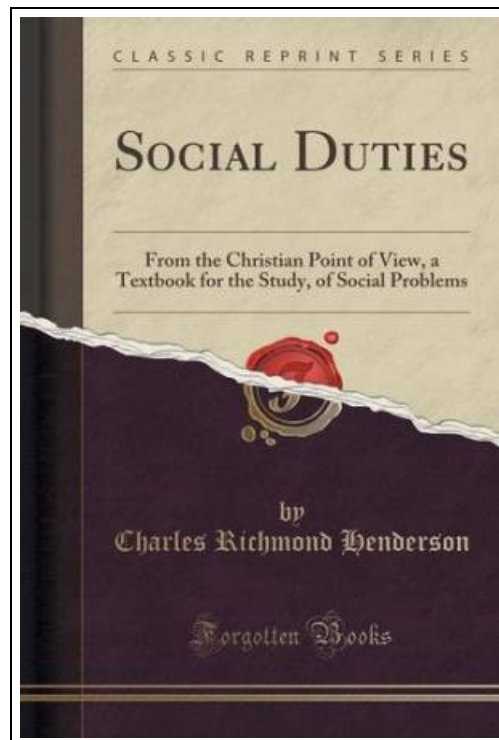 CLASSIC REPRINT SERIES
SOCIAL DUTIES
From the Christian Point of View, a
Textbook for the Study, of Social Problems
F
by
Charles Richmond Henderson
Forgotten Books